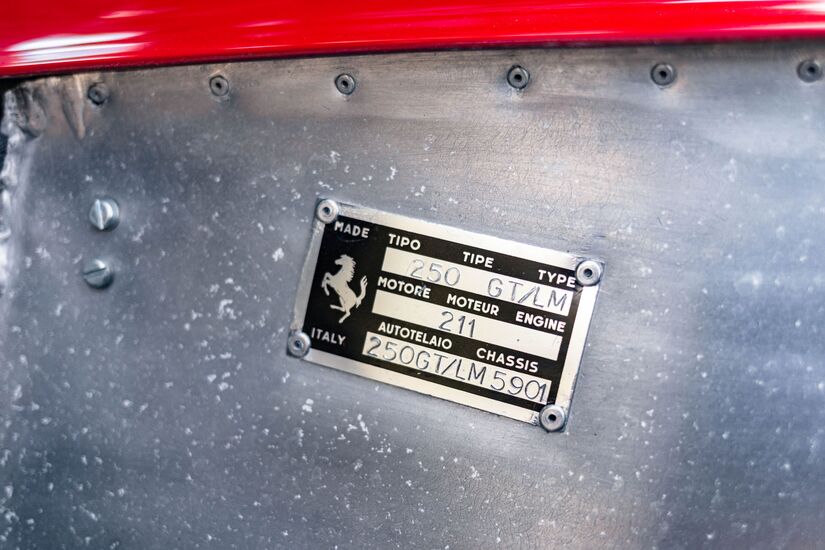 MADE TIPO TIPE TYPE
250 GT/LM
MOTORE MOTEUR ENGINE
211
ITALY AUTOTELAIO CHASSIS
250GT/LM5901